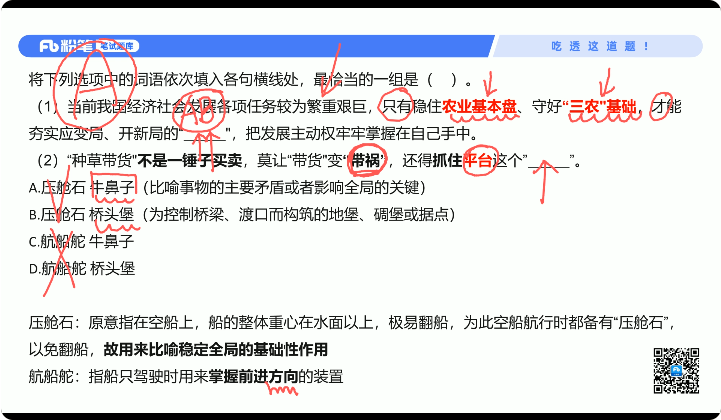 粉笔 笔试题库
吃透这道题！
将下列选项中的词语依次填入各句横线处，最恰当的一组是（ ）。
（1）当前我国经济社会发展各项任务较为繁重艰巨，只有稳住农业基本盘、守好“三农”基础，才能
夯实应变局、开新局的“______”，把发展主动权牢牢掌握在自己手中。
（2）“种草带货”不是一锤子买卖，莫让“带货”变“带祸”，还得抓住平台这个“______”。
A.压舱石 牛鼻子（比喻事物的主要矛盾或者影响全局的关键）
B.压舱石 桥头堡（为控制桥梁、渡口而构筑的地堡、碉堡或据点）
C.航船舵 牛鼻子
D.航船舵 桥头堡
压舱石：原意指在空船上，船的整体重心在水面以上，极易翻船，为此空船航行时都备有“压舱石”，
以免翻船，故用来比喻稳定全局的基础性作用
航船舵：指船只驾驶时用来掌握前进方向的装置
A
AB